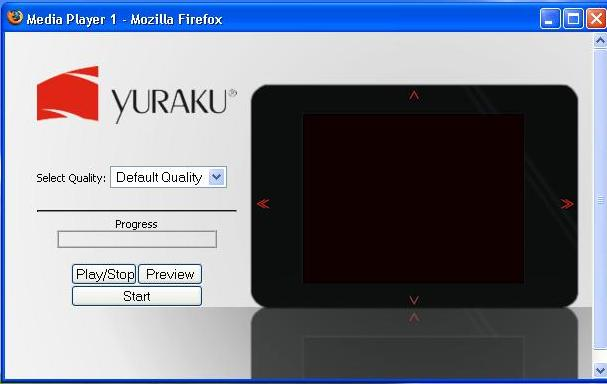 Media Player 1 - Mozilla Firefox
YURAKU®
Select Quality: Default Quality
Progress
Play/Stop Preview
Start